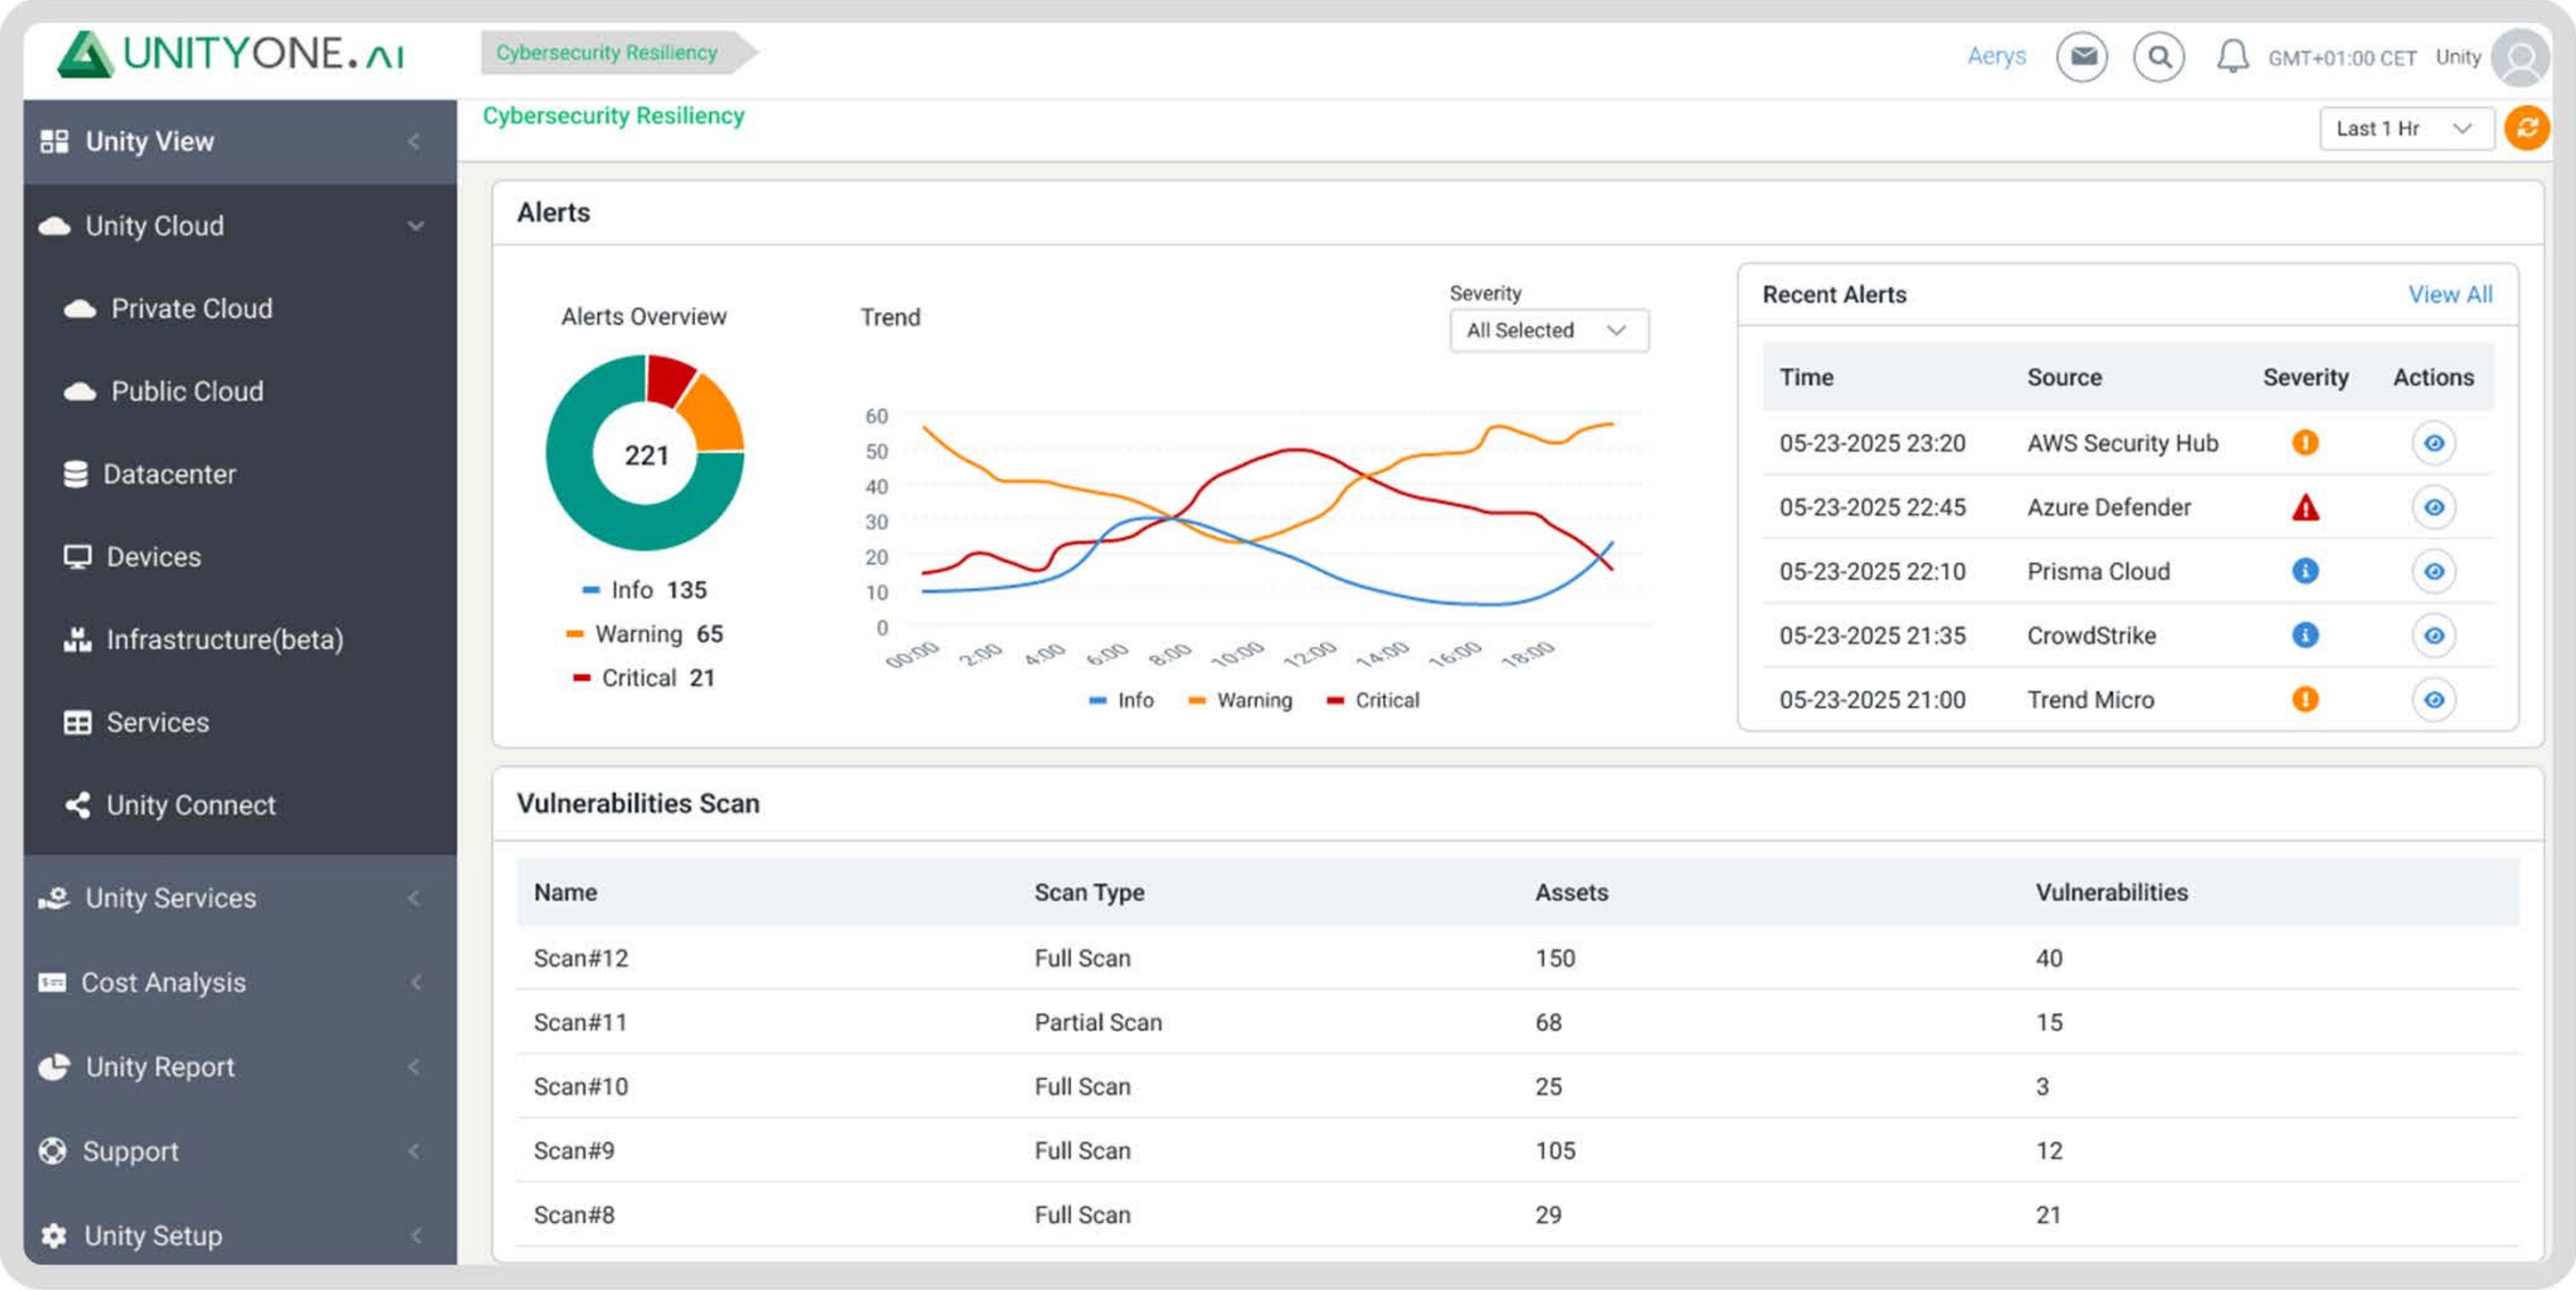 UNITYONE.AI
Cybersecurity Resiliency
Aerys
GMT+01:00 CET
Unity
Unity View
Unity Cloud
Private Cloud
Public Cloud
Datacenter
Devices
Infrastructure(beta)
Services
Unity Connect
Unity Services
Cost Analysis
Unity Report
Support
Unity Setup
Cybersecurity Resiliency
Last 1 Hr
Alerts
Alerts Overview
221
Info 135
Warning 65
Critical 21
Trend
Severity
All Selected
60
50
40
30
20
10
0
00:00 2:00 4:00 6:00 8:00 10:00 12:00 14:00 16:00 18:00
Info Warning Critical
Recent Alerts View All
Time Source Severity Actions
05-23-2025 23:20 AWS Security Hub
05-23-2025 22:45 Azure Defender
05-23-2025 22:10 Prisma Cloud
05-23-2025 21:35 CrowdStrike
05-23-2025 21:00 Trend Micro
Vulnerabilities Scan
Name Scan Type Assets Vulnerabilities
Scan#12 Full Scan 150 40
Scan#11 Partial Scan 68 15
Scan#10 Full Scan 25 3
Scan#9 Full Scan 105 12
Scan#8 Full Scan 29 21